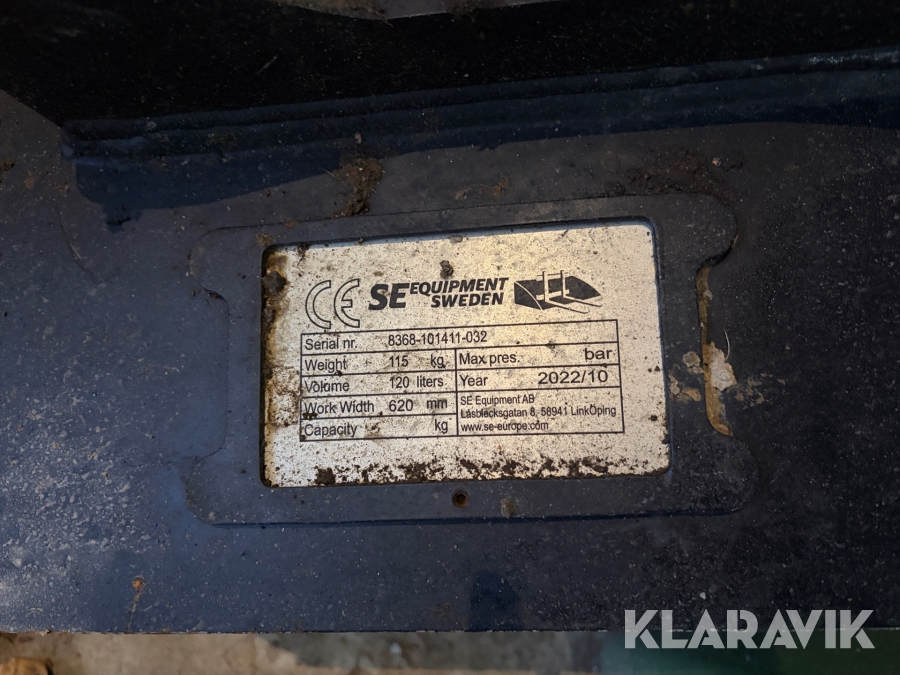 CE SE EQUIPMENT
SWEDEN
Serial nr. 8368-101411-032
Weight 115 kg Max pres. bar
Volume 120 liters Year 2022/10
Work Width 620 mm SE Equipment AB
Låsblecksgatan 8, 58941 LinkÖping
Capacity kg www.se-europe.com
KLARAVIK